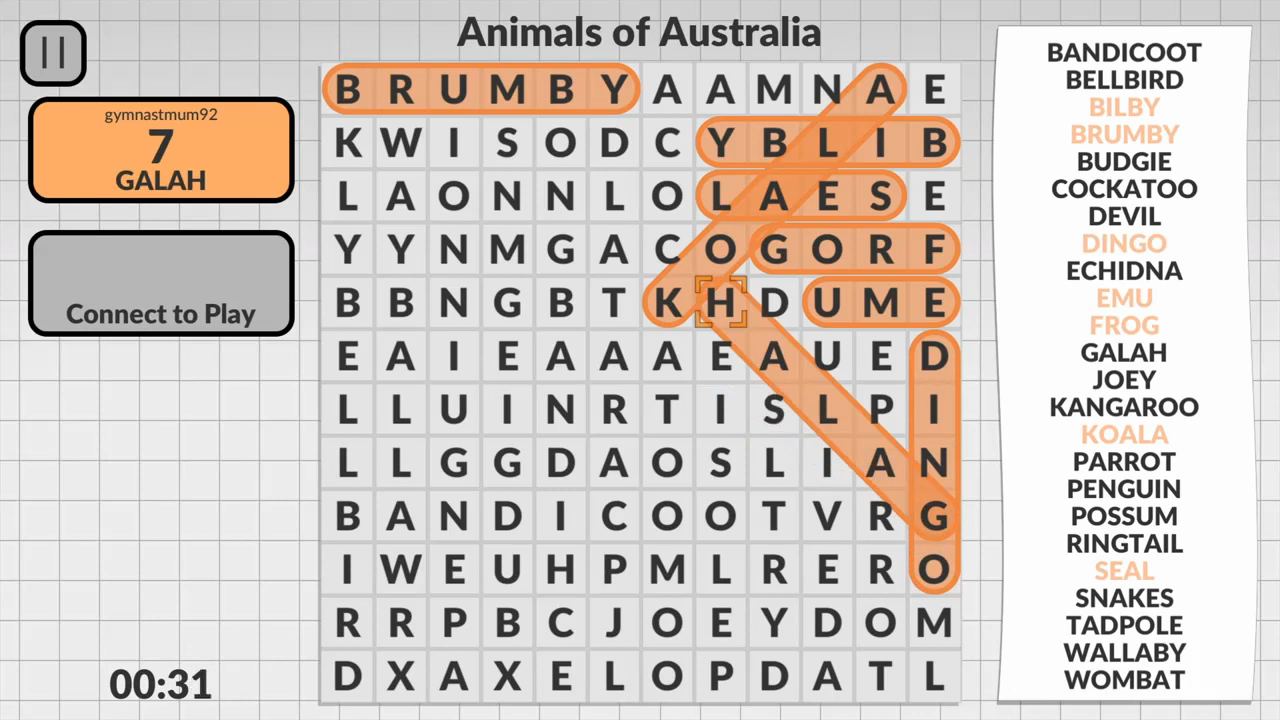 Animals of Australia
gymnastmum92
7
GALAH
Connect to Play
00:31
B R U M B Y A A M N A E
K W I S O D C Y B L I B
L A O N N L O L A E S E
Y Y N M G A C O G O R F
B B N G B T K H D U M E
E A I E A A A E A U E D
L L U I N R T I S L P I
L L G G D A O S L I A N
B A N D I C O O T V R G
I W E U H P M L R E R O
R R P B C J O E Y D O M
D X A X E L O P D A T L
BANDICOOT
BELLBIRD
BILBY
BRUMBY
BUDGIE
COCKATOO
DEVIL
DINGO
ECHIDNA
EMU
FROG
GALAH
JOEY
KANGAROO
KOALA
PARROT
PENGUIN
POSSUM
RINGTAIL
SEAL
SNAKES
TADPOLE
WALLABY
WOMBAT